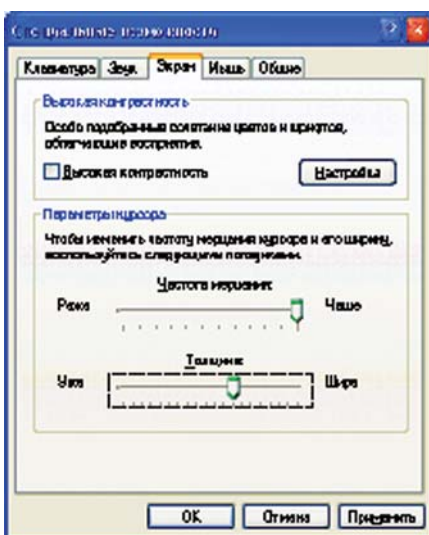 Специальные возможности
Клавиатура Звук Экран Мышь Общие
Высокая контрастность
Особо подобранные сочетания цветов и шрифтов,
облегчающие восприятие.
Высокая контрастность
Настройка
Параметры курсора
Чтобы изменить частоту мерцания курсора и его ширину,
воспользуйтесь следующими ползунками.
Частота мерцания:
Реже Чаще
Толщина:
Уже Шире
OK Отмена Применить